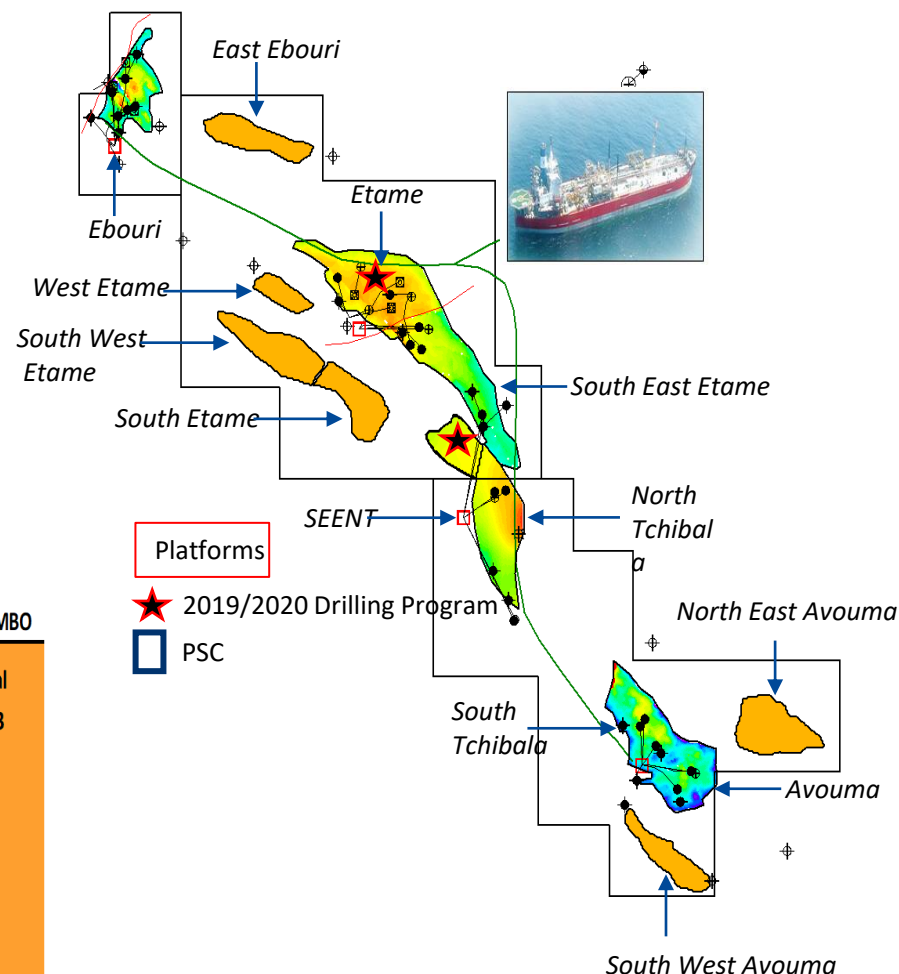 East Ebouri
Etame
Ebouri
West Etame
South West
Etame
South Etame
South East Etame
SEENT
North
Tchibal
a
Platforms
2019/2020 Drilling Program
PSC
North East Avouma
South
Tchibala
Avouma
South West Avouma